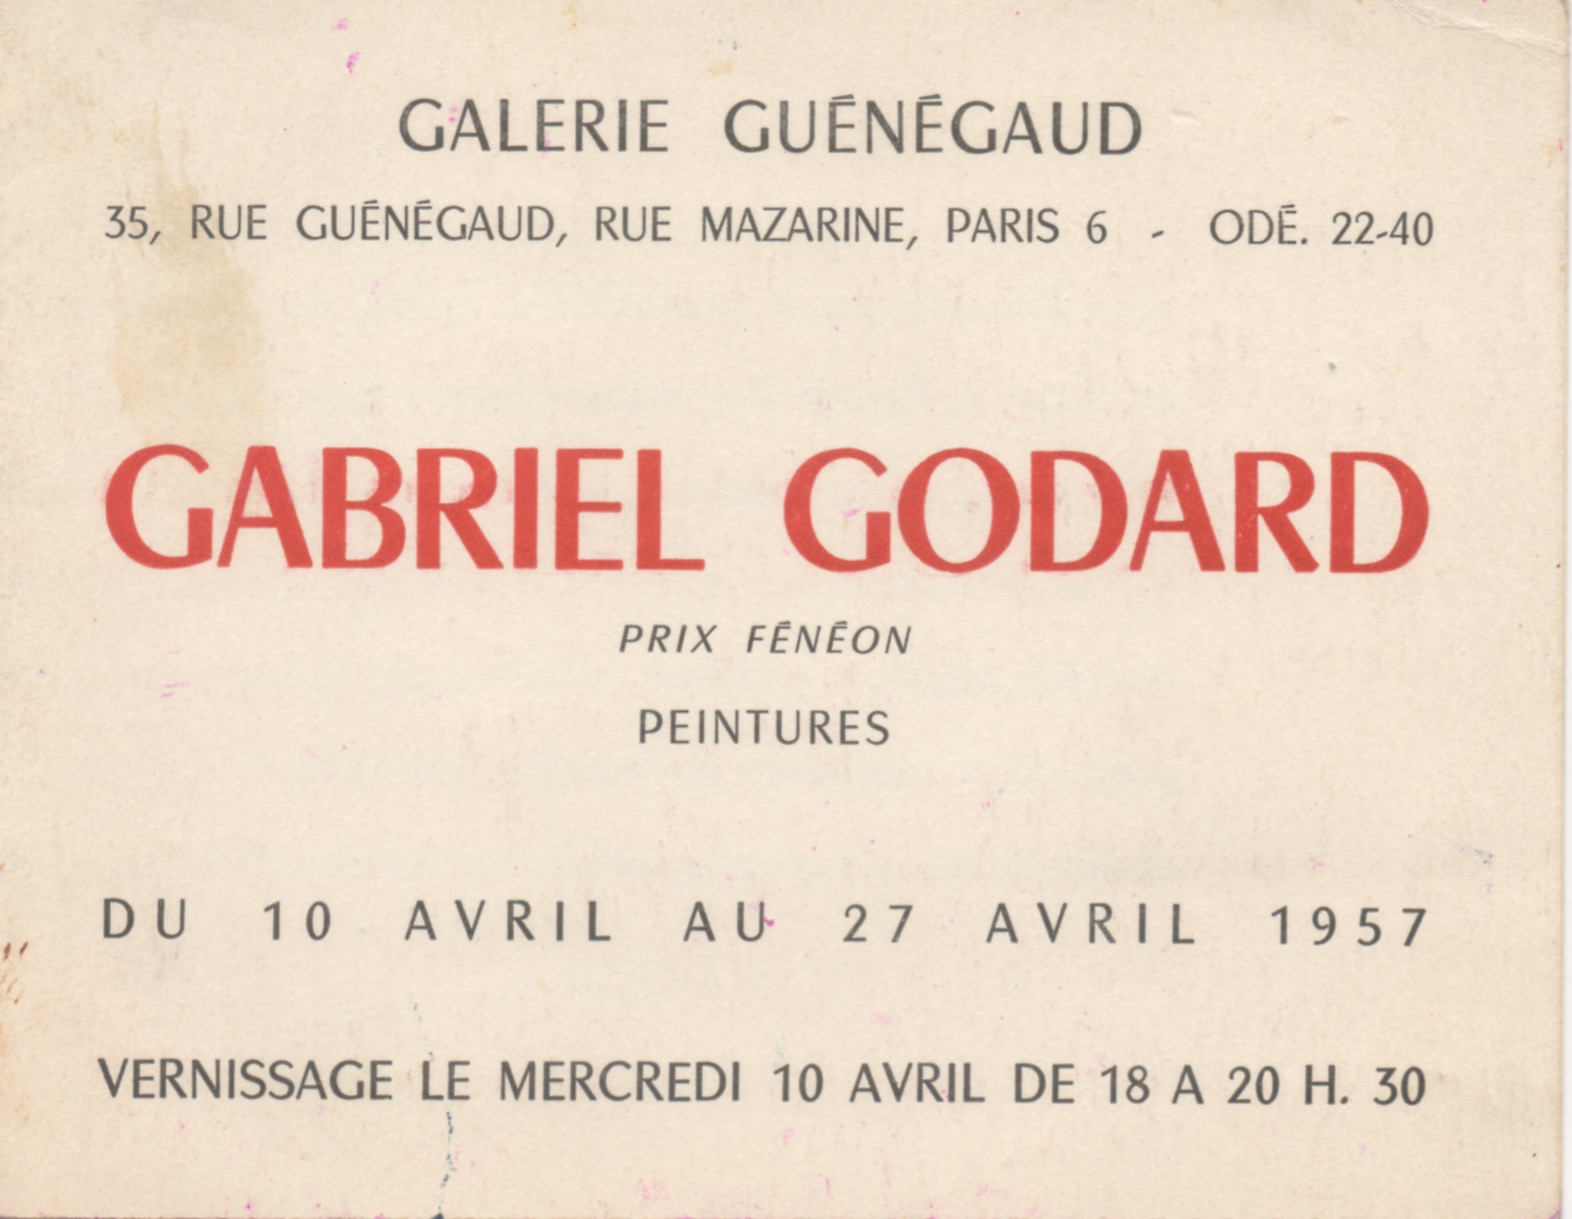 GALERIE GUÉNÉGAUD
35, RUE GUÉNÉGAUD, RUE MAZARINE, PARIS 6 - ODÉ. 22-40
GABRIEL GODARD
PRIX FÉNÉON
PEINTURES
DU 10 AVRIL AU 27 AVRIL 1957
VERNISSAGE LE MERCREDI 10 AVRIL DE 18 A 20 H. 30